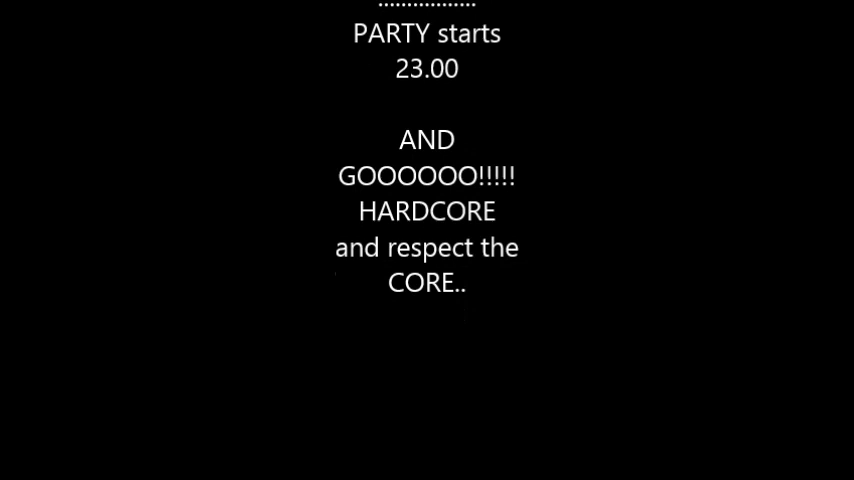 .................
PARTY starts
23.00
AND
GOOOOOO!!!!!
HARDCORE
and respect the
CORE..